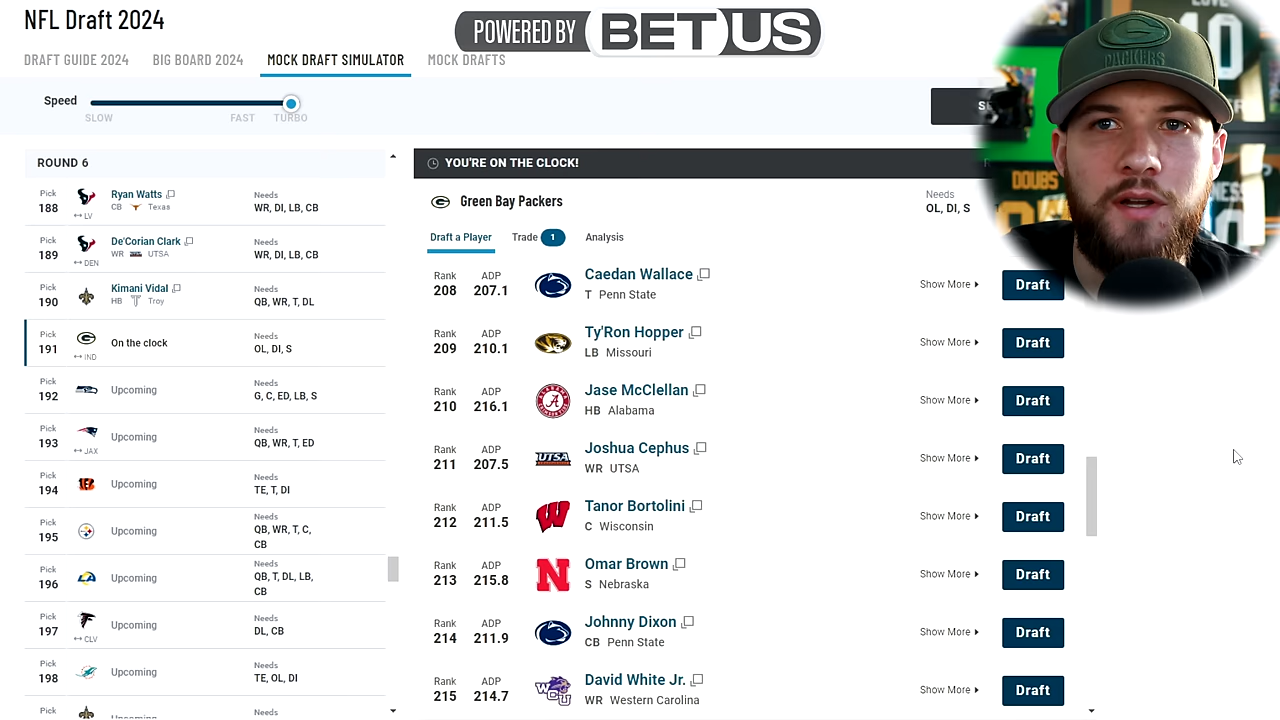 NFL Draft 2024
POWERED BY BETUS
DRAFT GUIDE 2024 BIG BOARD 2024 MOCK DRAFT SIMULATOR MOCK DRAFTS
Speed
SLOW FAST TURBO
ROUND 6
Pick 188 Ryan Watts Needs
LV CB Texas WR, DI, LB, CB
Pick 189 De'Corian Clark Needs
DEN WR UTSA WR, DI, LB, CB
Pick 190 Kimani Vidal Needs
HB Troy QB, WR, T, DL
Pick 191 On the clock Needs
IND OL, DI, S
Pick 192 Upcoming Needs
G, C, ED, LB, S
Pick 193 Upcoming Needs
JAX QB, WR, T, ED
Pick 194 Upcoming Needs
TE, T, DI
Pick 195 Upcoming Needs
QB, WR, T, C,
CB
Pick 196 Upcoming Needs
QB, T, DL, LB,
CB
Pick 197 Upcoming Needs
CLV DL, CB
Pick 198 Upcoming Needs
TE, OL, DI
Needs
YOU'RE ON THE CLOCK!
Green Bay Packers
Needs
OL, DI, S
Draft a Player Trade 1 Analysis
Rank ADP Caedan Wallace Show More Draft
208 207.1 T Penn State
Rank ADP Ty'Ron Hopper Show More Draft
209 210.1 LB Missouri
Rank ADP Jase McClellan Show More Draft
210 216.1 HB Alabama
Rank ADP Joshua Cephus Show More Draft
211 207.5 WR UTSA
Rank ADP Tanor Bortolini Show More Draft
212 211.5 C Wisconsin
Rank ADP Omar Brown Show More Draft
213 215.8 S Nebraska
Rank ADP Johnny Dixon Show More Draft
214 211.9 CB Penn State
Rank ADP David White Jr. Show More Draft
215 214.7 WR Western Carolina
PACKERS
DOUBS